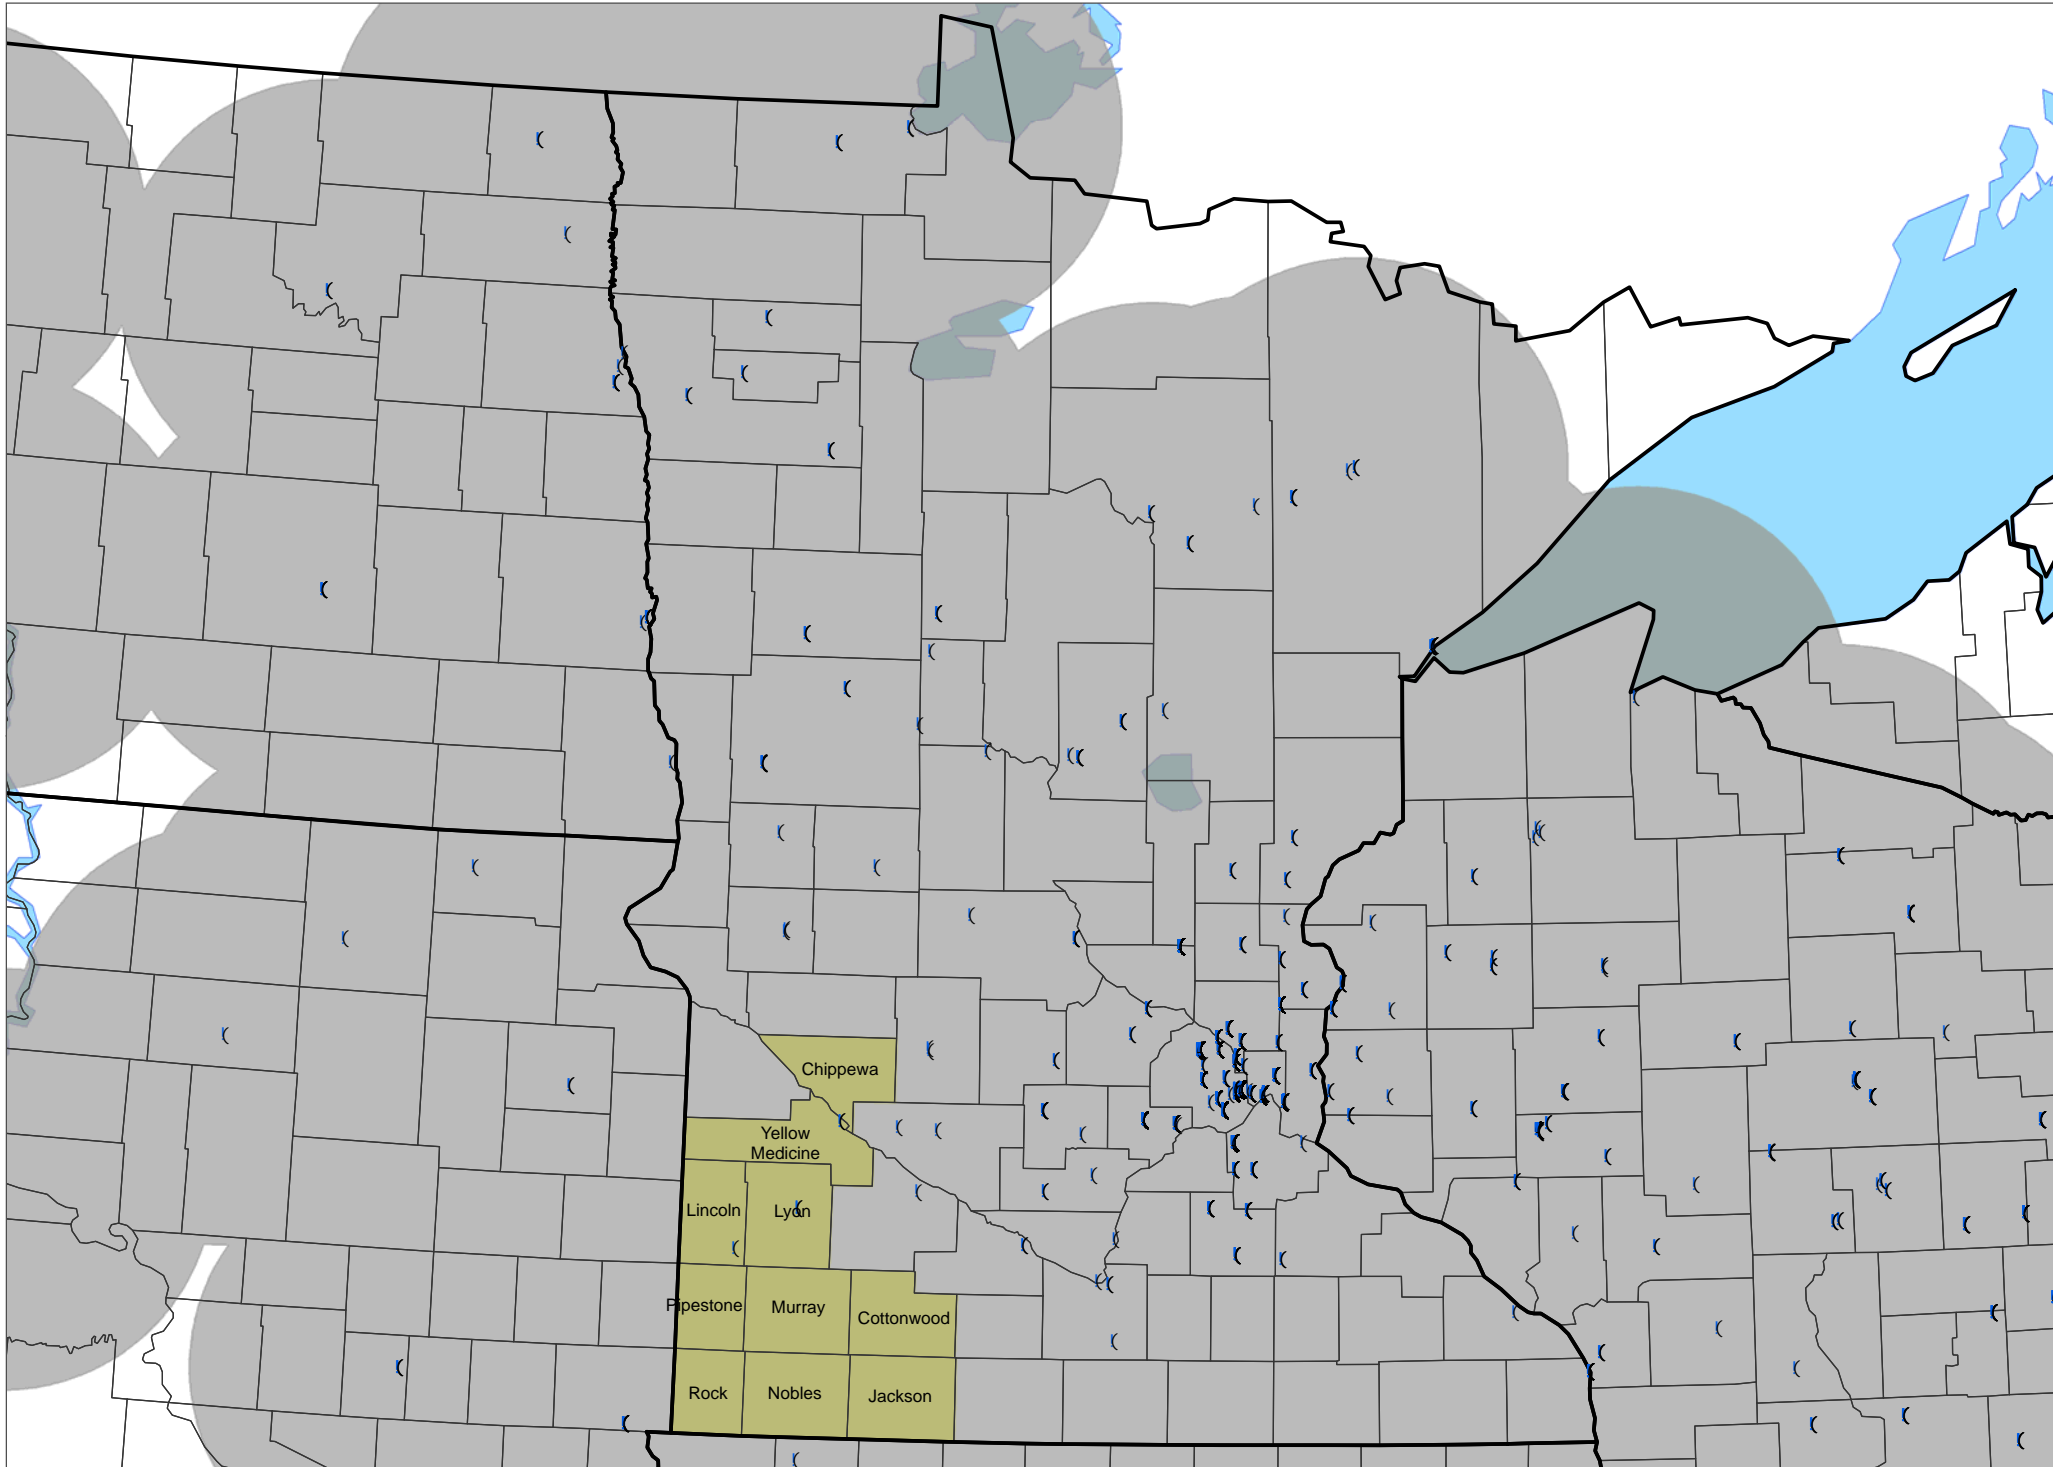 Chippewa
Yellow
Medicine
Lincoln
Lyon
Pipestone
Murray
Cottonwood
Rock
Nobles
Jackson